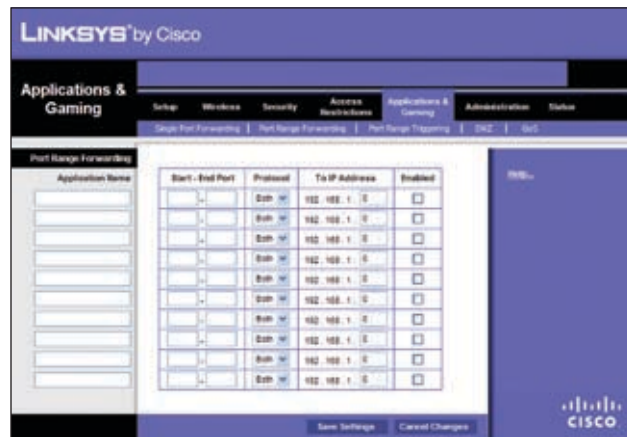 LINKSYS® by Cisco
Applications & Gaming
Setup Wireless Security Access Restrictions Applications & Gaming Administration Status
Single Port Forwarding | Port Range Forwarding | Port Range Triggering | DMZ | QoS
Port Range Forwarding
Application Name Start - End Port Protocol To IP Address Enabled
Help...
- Both 192 . 168 . 1 . 0
- Both 192 . 168 . 1 . 0
- Both 192 . 168 . 1 . 0
- Both 192 . 168 . 1 . 0
- Both 192 . 168 . 1 . 0
- Both 192 . 168 . 1 . 0
- Both 192 . 168 . 1 . 0
- Both 192 . 168 . 1 . 0
- Both 192 . 168 . 1 . 0
- Both 192 . 168 . 1 . 0
Save Settings Cancel Changes
CISCO